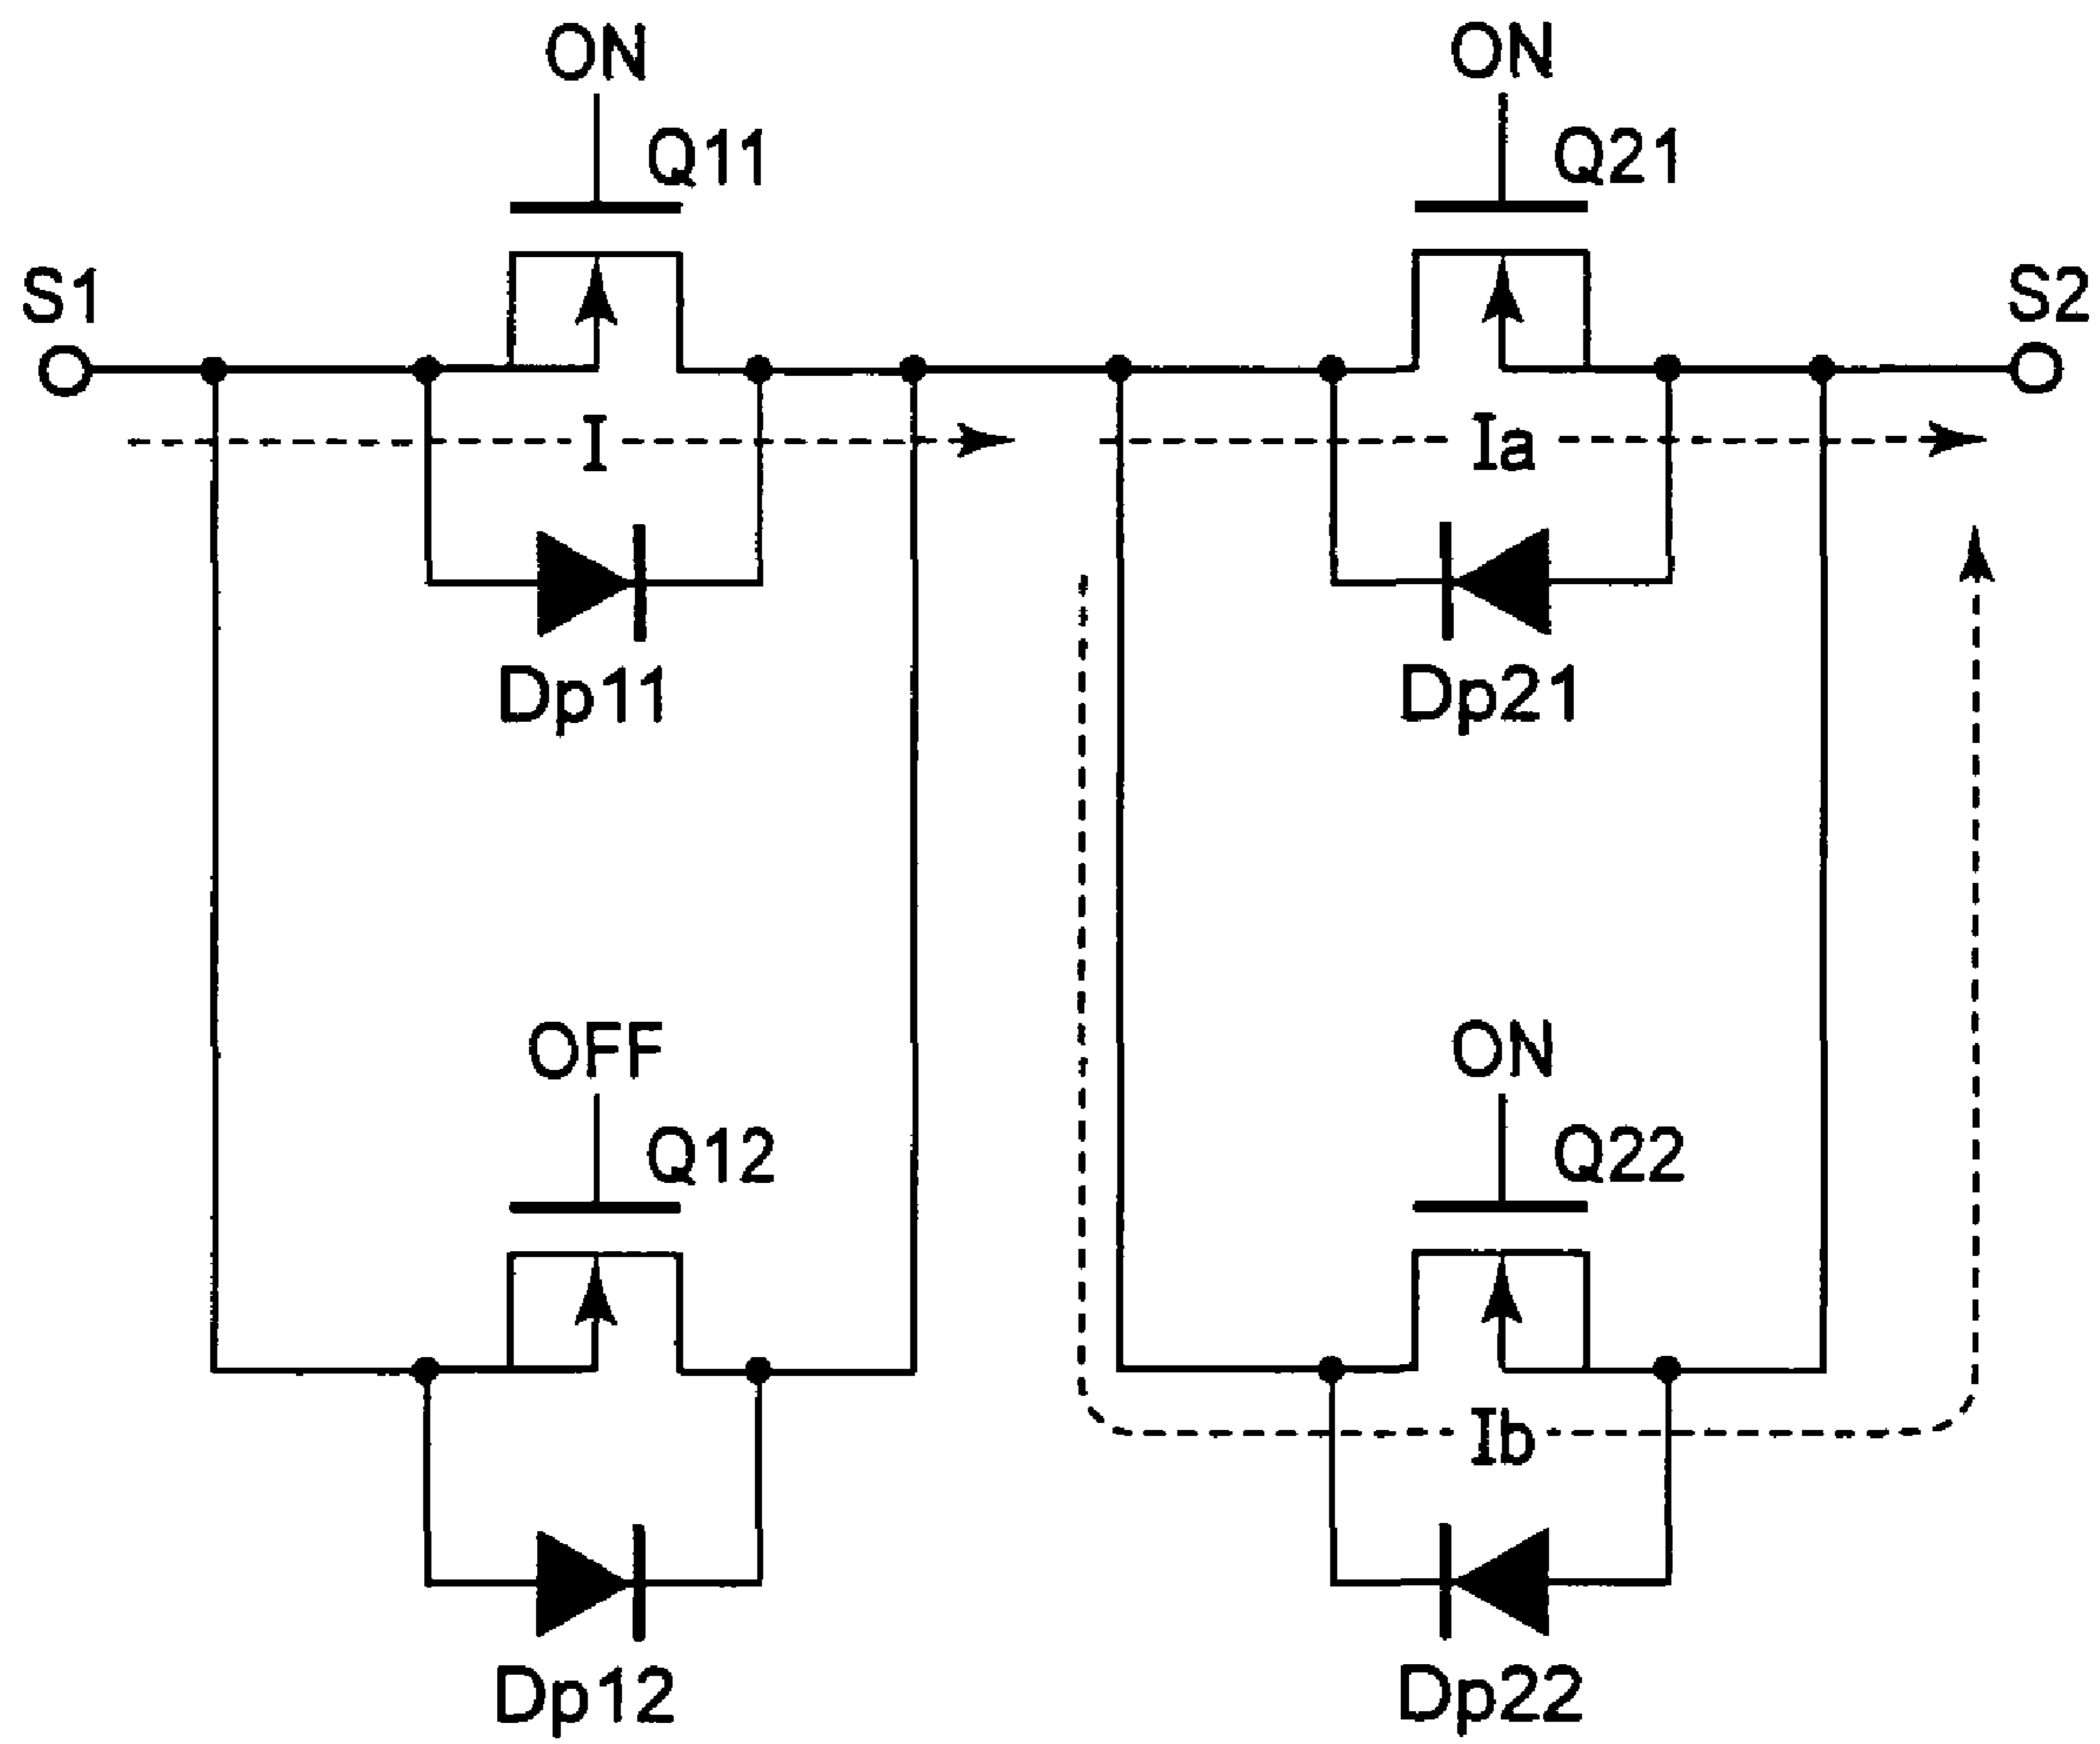 ON
ON
Q11
Q21
S1
S2
I
Ia
Dp11
Dp21
OFF
ON
Q12
Q22
Ib
Dp12
Dp22